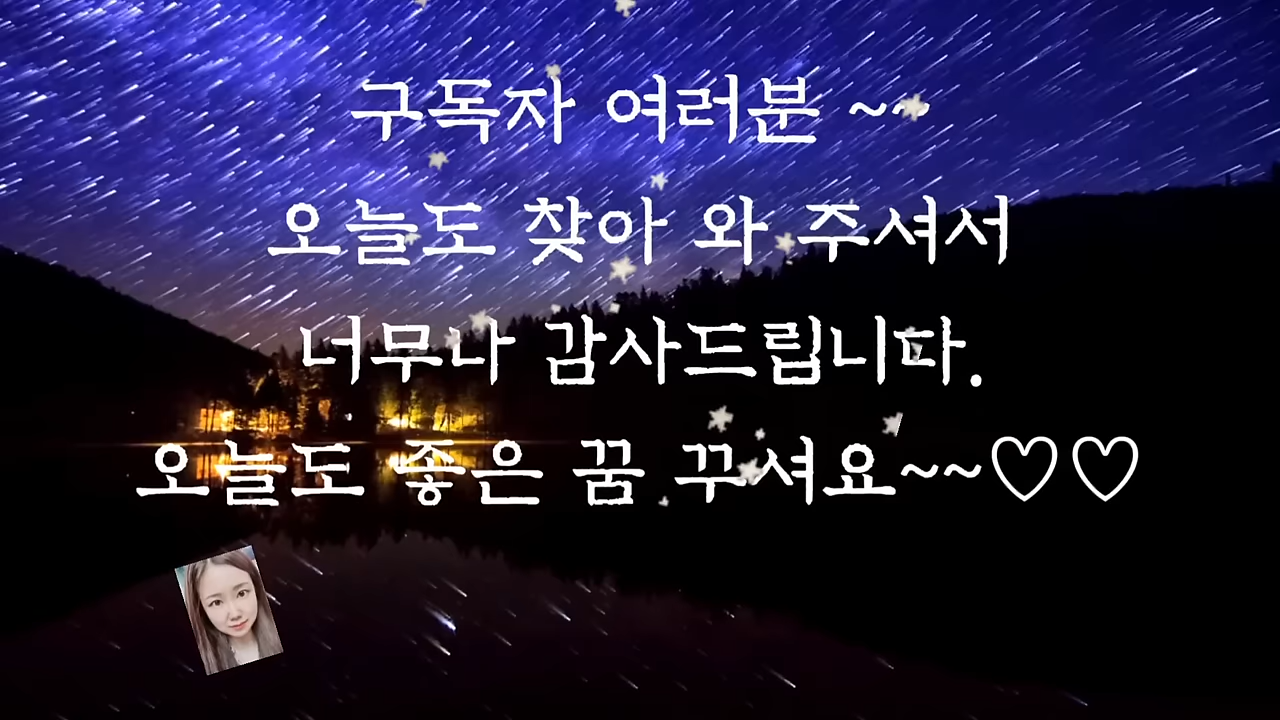 구독자 여러분 ~~
오늘도 찾아 와 주셔서
너무나 감사드립니다.
오늘도 좋은 꿈 꾸셔요~~♡♡